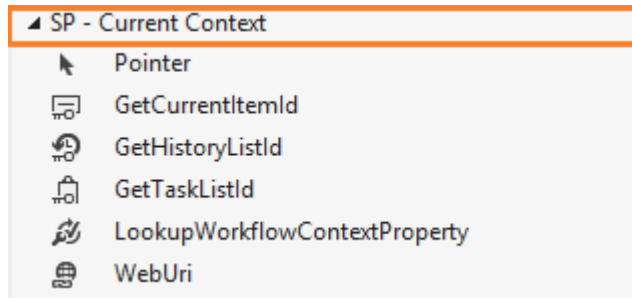 SP - Current Context
Pointer
GetCurrentItemId
GetHistoryListId
GetTaskListId
LookupWorkflowContextProperty
WebUri